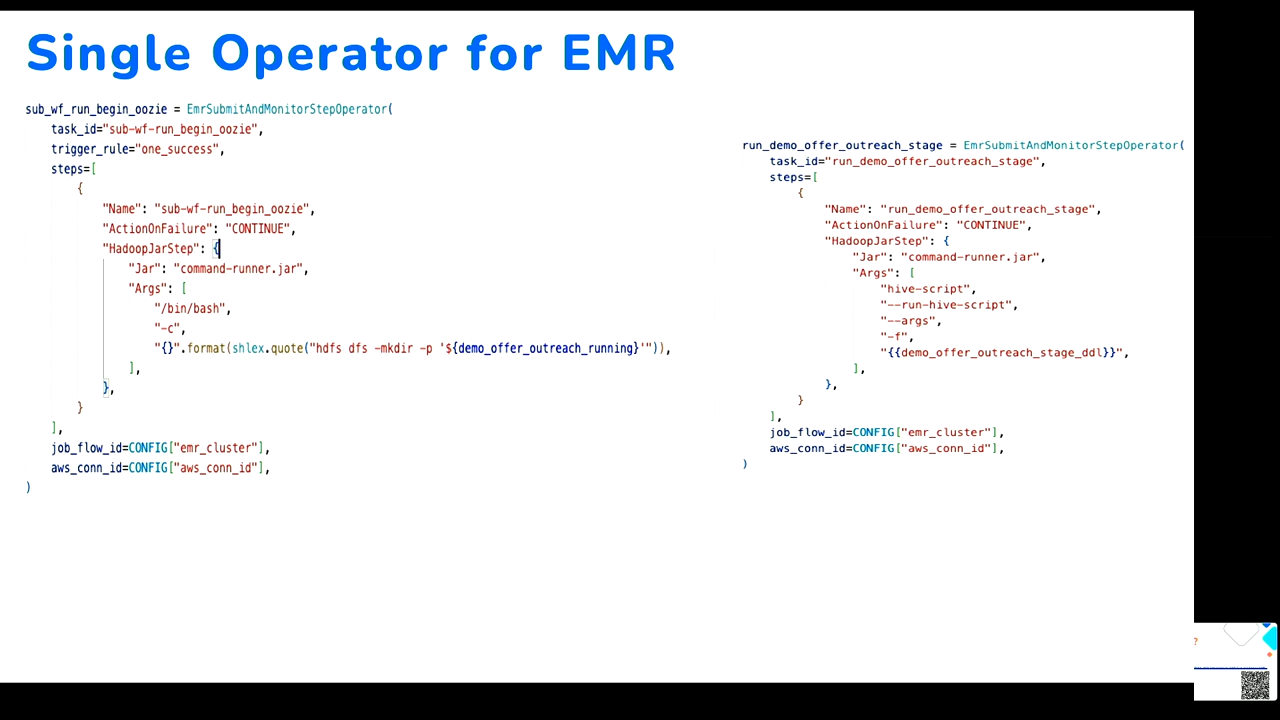 Single Operator for EMR
sub_wf_run_begin_oozie = EmrSubmitAndMonitorStepOperator(
    task_id="sub-wf-run_begin_oozie",
    trigger_rule="one_success",
    steps=[
        {
            "Name": "sub-wf-run_begin_oozie",
            "ActionOnFailure": "CONTINUE",
            "HadoopJarStep": {
                "Jar": "command-runner.jar",
                "Args": [
                    "/bin/bash",
                    "-c",
                    "{}".format(shlex.quote("hdfs dfs -mkdir -p '${demo_offer_outreach_running}'")),
                ],
            },
        }
    ],
    job_flow_id=CONFIG["emr_cluster"],
    aws_conn_id=CONFIG["aws_conn_id"],
)
run_demo_offer_outreach_stage = EmrSubmitAndMonitorStepOperator(
    task_id="run_demo_offer_outreach_stage",
    steps=[
        {
            "Name": "run_demo_offer_outreach_stage",
            "ActionOnFailure": "CONTINUE",
            "HadoopJarStep": {
                "Jar": "command-runner.jar",
                "Args": [
                    "hive-script",
                    "--run-hive-script",
                    "--args",
                    "-f",
                    "{{demo_offer_outreach_stage_ddl}}",
                ],
            },
        }
    ],
    job_flow_id=CONFIG["emr_cluster"],
    aws_conn_id=CONFIG["aws_conn_id"],
)
?